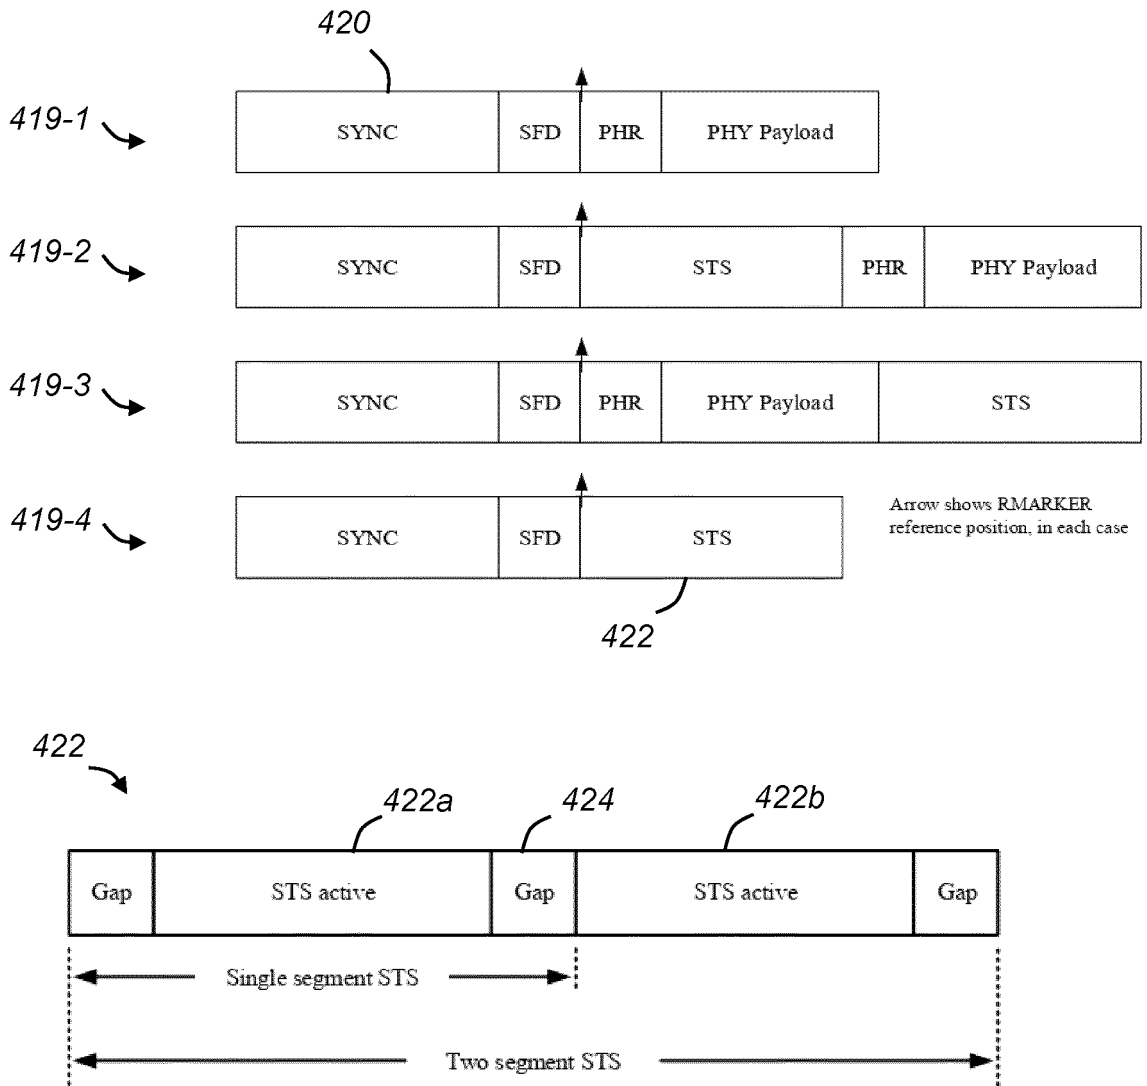 420
419-1
SYNC SFD PHR PHY Payload
419-2
SYNC SFD STS PHR PHY Payload
419-3
SYNC SFD PHR PHY Payload STS
419-4
SYNC SFD STS
Arrow shows RMARKER
reference position, in each case
422
422
422a 424 422b
Gap STS active Gap STS active Gap
Single segment STS
Two segment STS